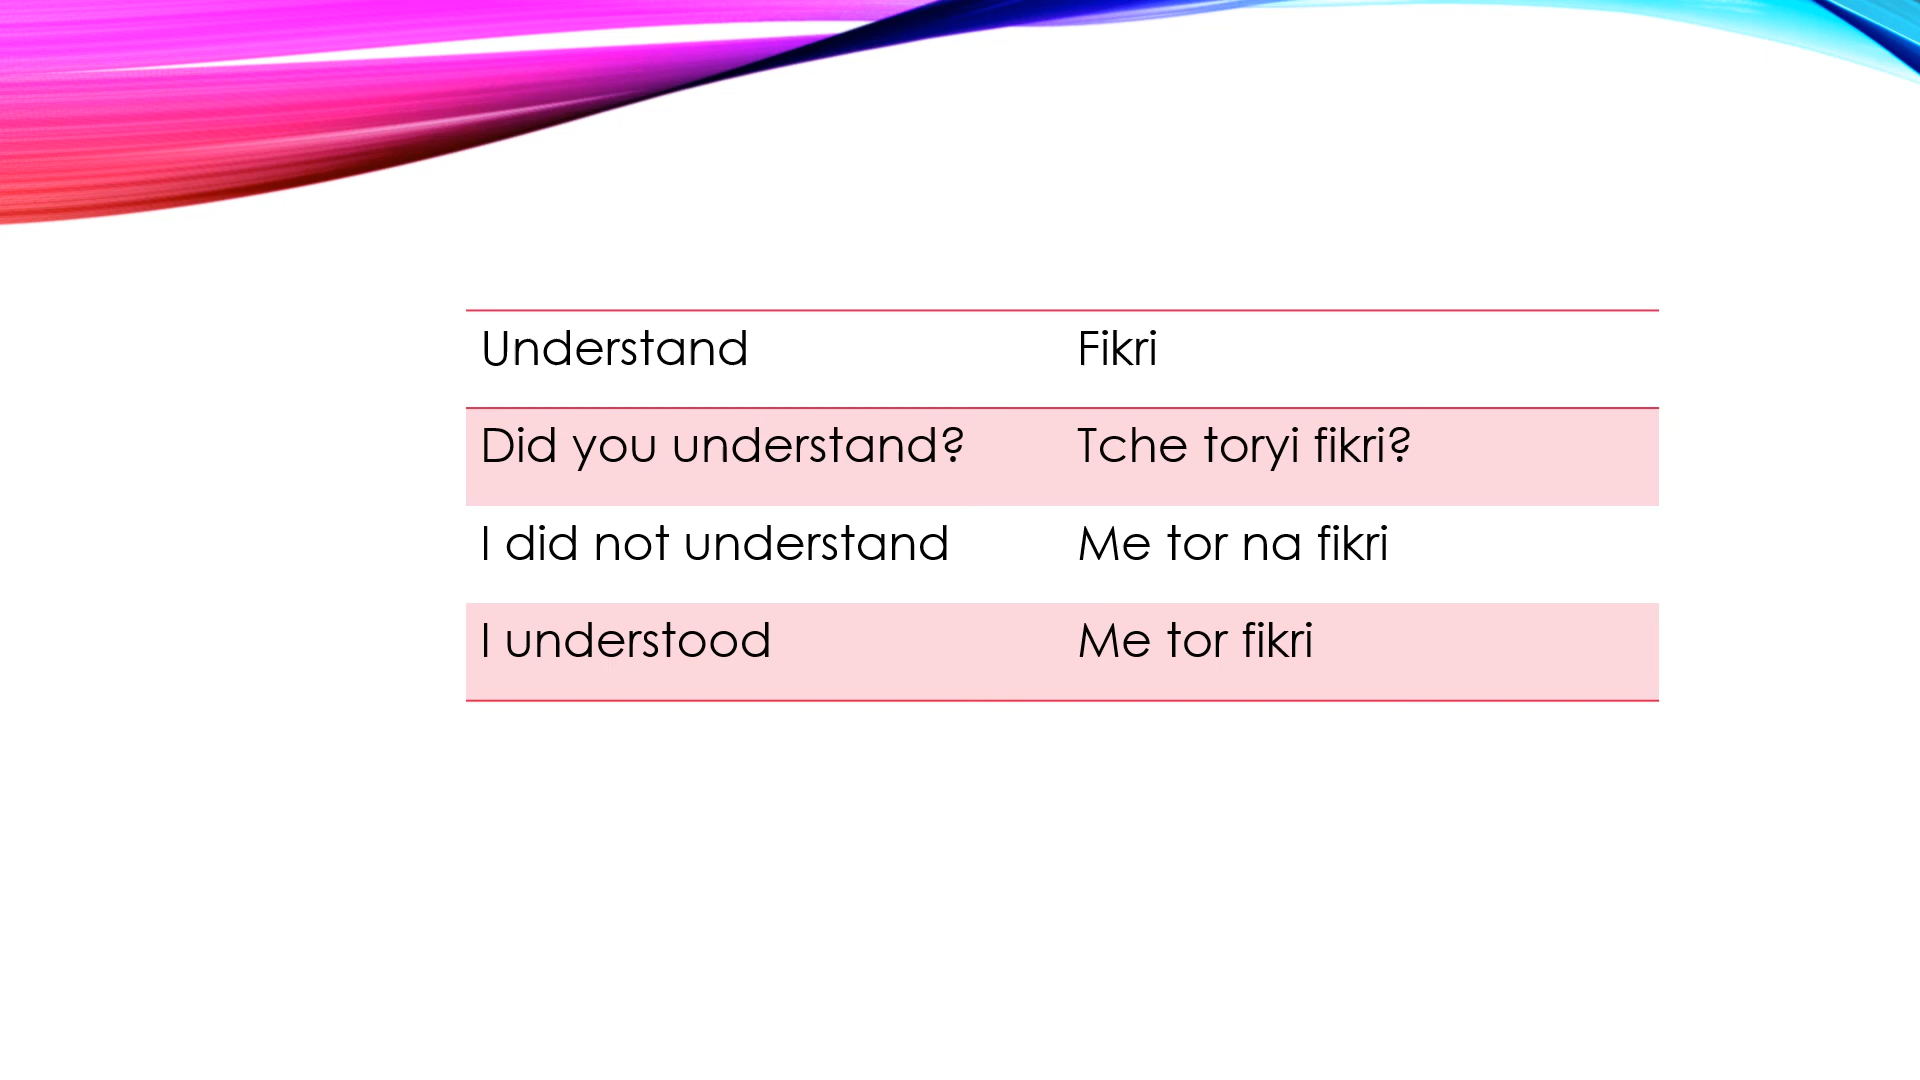 Understand Fikri
Did you understand? Tche toryi fikri?
I did not understand Me tor na fikri
I understood Me tor fikri